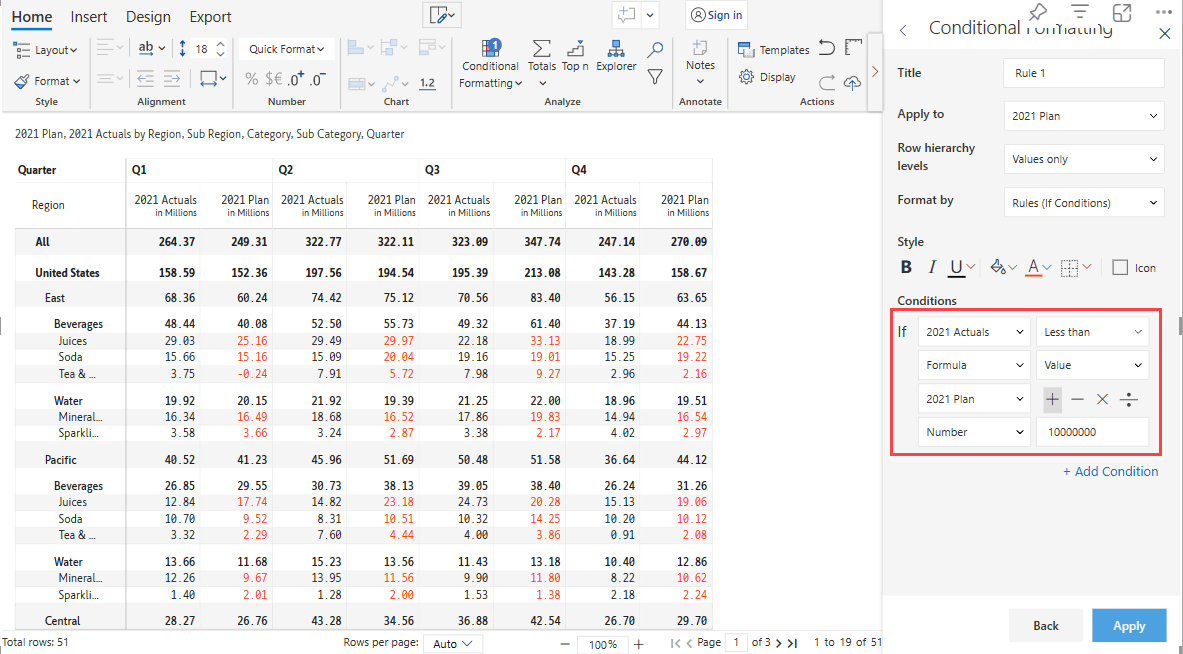 Home Insert Design Export
Sign in
Layout ab 18 Quick Format 1 Templates
Conditional Totals Top n Explorer Notes
Format % $€ .0 .0 1.2 Formatting Display
Style Alignment Number Chart Analyze Annotate Actions
2021 Plan, 2021 Actuals by Region, Sub Region, Category, Sub Category, Quarter
Quarter Q1 Q2 Q3 Q4
Region 2021 Actuals 2021 Plan 2021 Actuals 2021 Plan 2021 Actuals 2021 Plan 2021 Actuals 2021 Plan
in Millions in Millions in Millions in Millions in Millions in Millions in Millions in Millions
All 264.37 249.31 322.77 322.11 323.09 347.74 247.14 270.09
United States 158.59 152.36 197.56 194.54 195.39 213.08 143.28 158.67
East 68.36 60.24 74.42 75.12 70.56 83.40 56.15 63.65
Beverages 48.44 40.08 52.50 55.73 49.32 61.40 37.19 44.13
Juices 29.03 25.16 29.49 29.97 22.18 33.13 18.99 22.75
Soda 15.66 15.16 15.09 20.04 19.16 19.01 15.25 19.22
Tea & ... 3.75 -0.24 7.91 5.72 7.98 9.27 2.96 2.16
Water 19.92 20.15 21.92 19.39 21.25 22.00 18.96 19.51
Mineral... 16.34 16.49 18.68 16.52 17.86 19.83 14.94 16.54
Sparkli... 3.58 3.66 3.24 2.87 3.38 2.17 4.02 2.97
Pacific 40.52 41.23 45.96 51.69 50.48 51.58 36.64 44.12
Beverages 26.85 29.55 30.73 38.13 39.05 38.40 26.24 31.26
Juices 12.84 17.74 14.82 23.18 24.73 20.28 15.13 19.06
Soda 10.70 9.52 8.31 10.51 10.32 14.25 10.20 10.12
Tea & ... 3.32 2.29 7.60 4.44 4.00 3.86 0.91 2.08
Water 13.66 11.68 15.23 13.56 11.43 13.18 10.40 12.86
Mineral... 12.26 9.67 13.95 11.56 9.90 11.80 8.22 10.62
Sparkli... 1.40 2.01 1.28 2.00 1.53 1.38 2.18 2.24
Central 28.27 26.76 43.28 34.56 36.88 42.54 26.70 29.70
Total rows: 51 Rows per page: Auto 100% Page 1 of 3 1 to 19 of 51
Conditional Formatting
Title Rule 1
Apply to 2021 Plan
Row hierarchy
levels Values only
Format by Rules (If Conditions)
Style
B I U A Icon
Conditions
If 2021 Actuals Less than
Formula Value
2021 Plan + − × ÷
Number 10000000
+ Add Condition
Back Apply